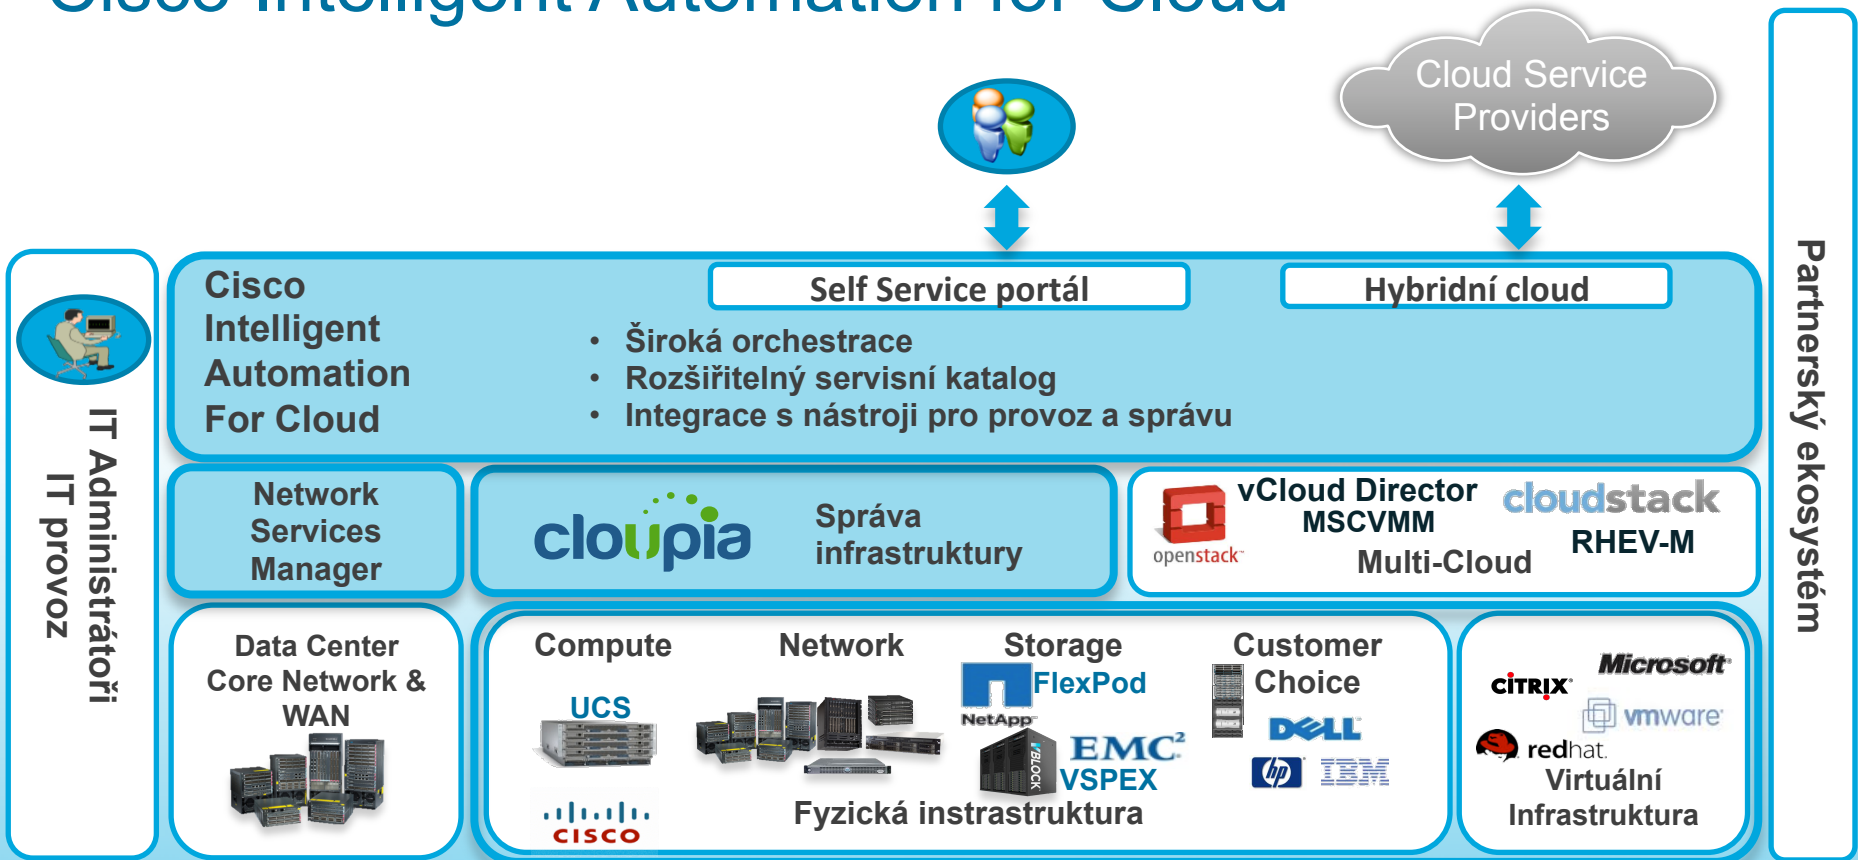 Cisco Intelligent Automation for Cloud
Cloud Service
Providers
Cisco
Intelligent
Automation
For Cloud
Self Service portál
Hybridní cloud
• Široká orchestrace
• Rozšiřitelný servisní katalog
• Integrace s nástroji pro provoz a správu
IT Administrátoři
IT provoz
Partnerský ekosystém
Network
Services
Manager
cloupia
Správa
infrastruktury
openstack
vCloud Director
MSCVMM
cloudstack
RHEV-M
Multi-Cloud
Data Center
Core Network &
WAN
Compute
UCS
CISCO
Network
Storage
FlexPod
NetApp
VBLOCK
EMC²
VSPEX
Customer
Choice
DELL
hp
IBM
Fyzická instrastruktura
Microsoft
CITRIX
vmware
redhat.
Virtuální
Infrastruktura